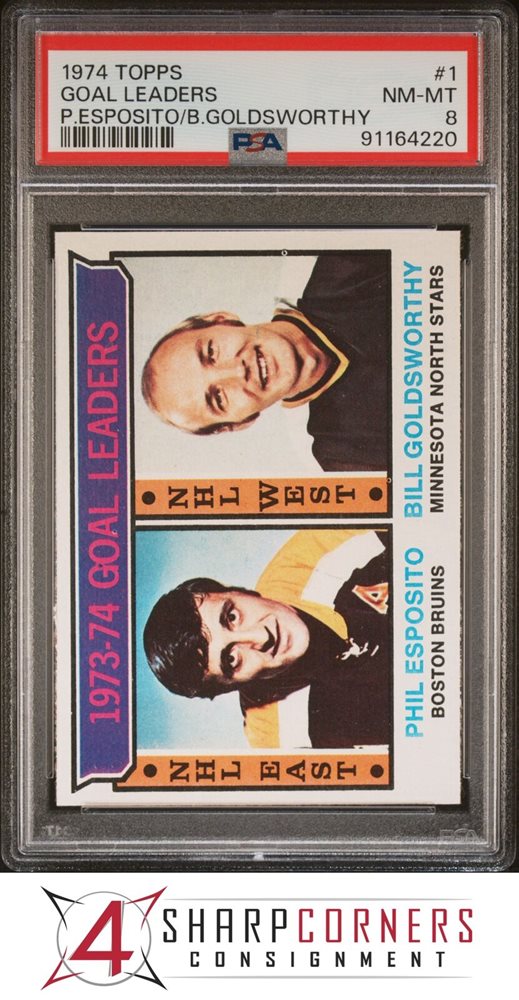 1974 TOPPS #1
GOAL LEADERS NM-MT
P.ESPOSITO/B.GOLDSWORTHY 8
PSA 91164220
1973-74 GOAL LEADERS
NHL EAST
NHL WEST
PHIL ESPOSITO
BOSTON BRUINS
BILL GOLDSWORTHY
MINNESOTA NORTH STARS
PSA
4 SHARPCORNERS
CONSIGNMENT